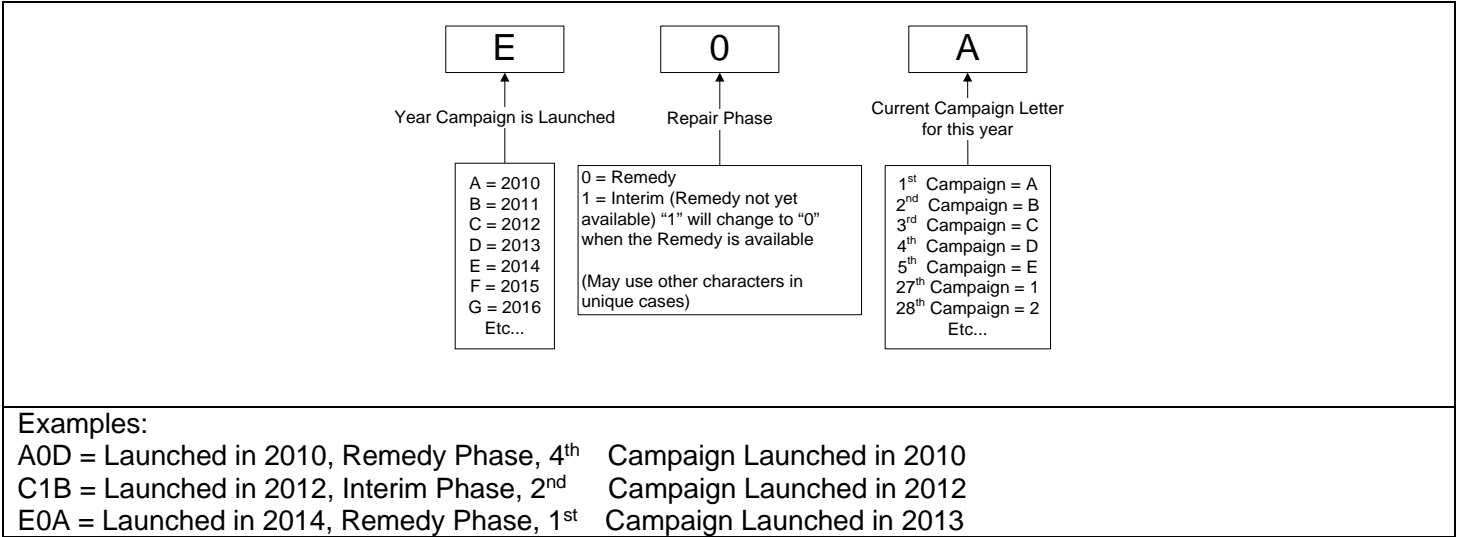 E 0 A
Year Campaign is Launched
Repair Phase
Current Campaign Letter
for this year
A = 2010
B = 2011
C = 2012
D = 2013
E = 2014
F = 2015
G = 2016
Etc...
0 = Remedy
1 = Interim (Remedy not yet
available) “1” will change to “0”
when the Remedy is available
(May use other characters in
unique cases)
1st Campaign = A
2nd Campaign = B
3rd Campaign = C
4th Campaign = D
5th Campaign = E
27th Campaign = 1
28th Campaign = 2
Etc...
Examples:
A0D = Launched in 2010, Remedy Phase, 4th Campaign Launched in 2010
C1B = Launched in 2012, Interim Phase, 2nd Campaign Launched in 2012
E0A = Launched in 2014, Remedy Phase, 1st Campaign Launched in 2013